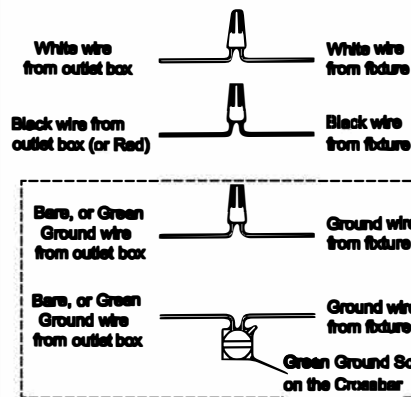 White wire
from outlet box
White wire
from fixture
Black wire from
outlet box (or Red)
Black wire
from fixture
Bare, or Green
Ground wire
from outlet box
Ground wire
from fixture
Bare, or Green
Ground wire
from outlet box
Ground wire
from fixture
Green Ground
on the Crossbar